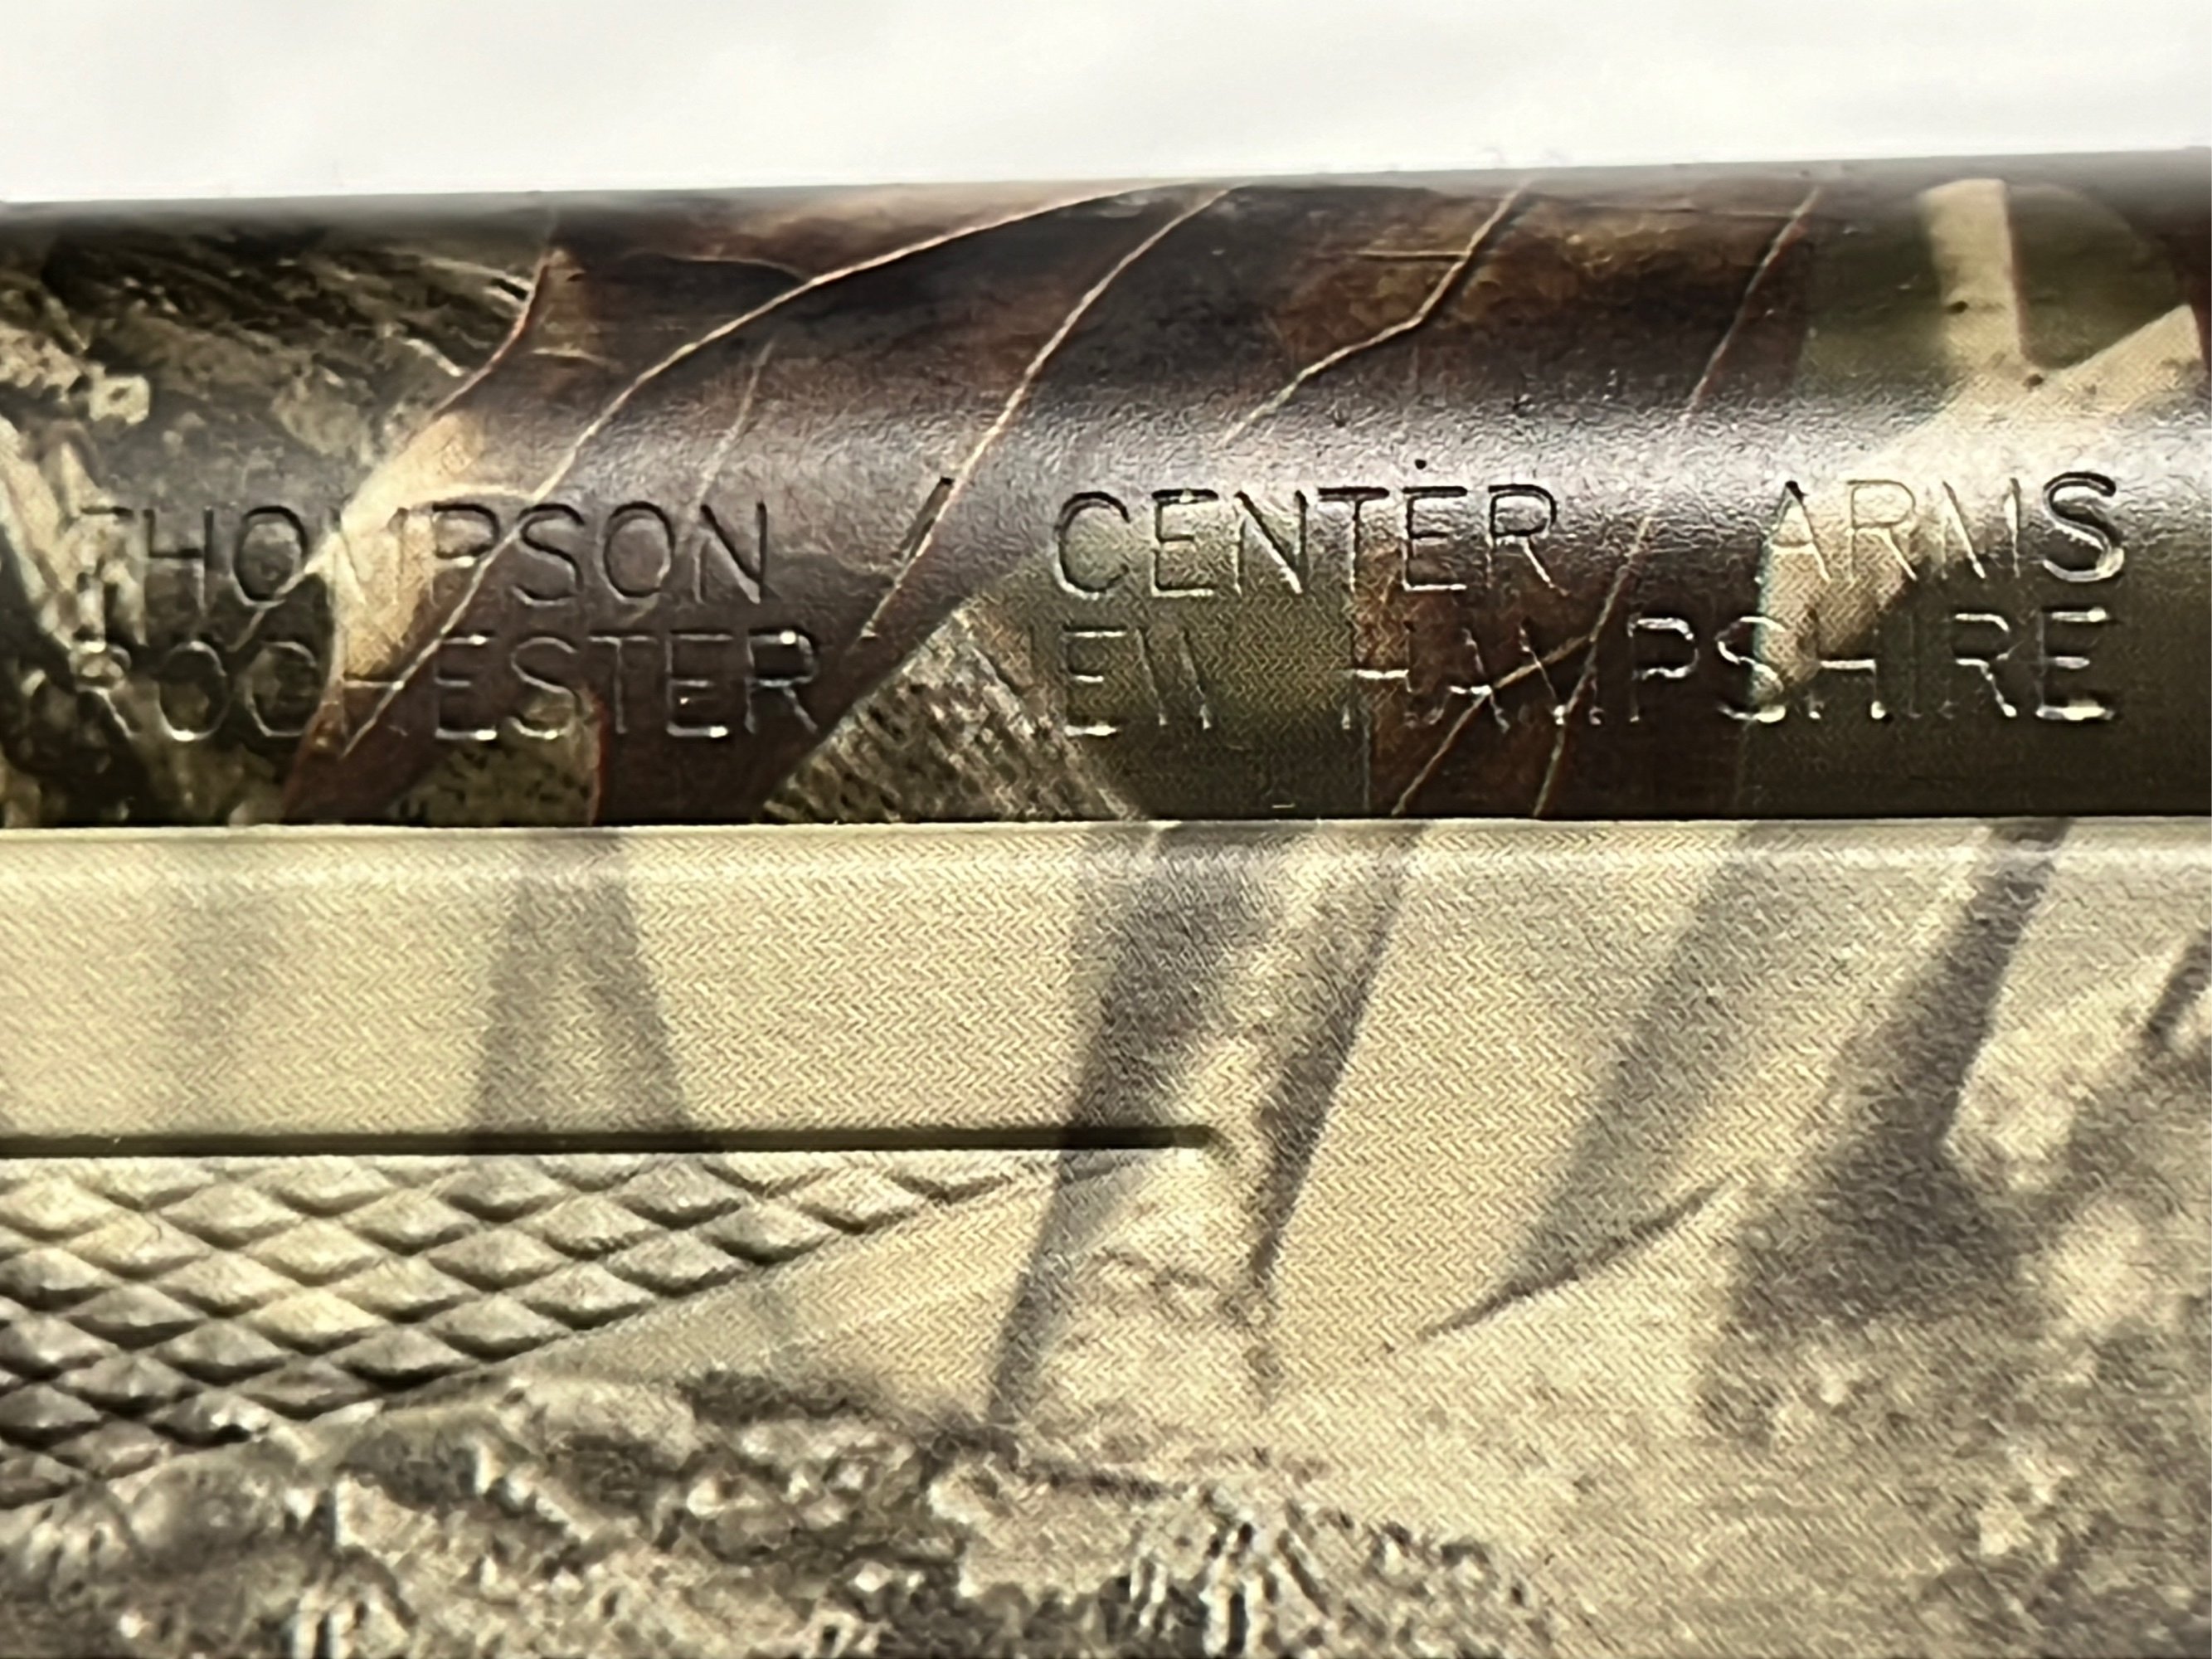 THOMPSON / CENTER ARMS
ROCHESTER NEW HAMPSHIRE